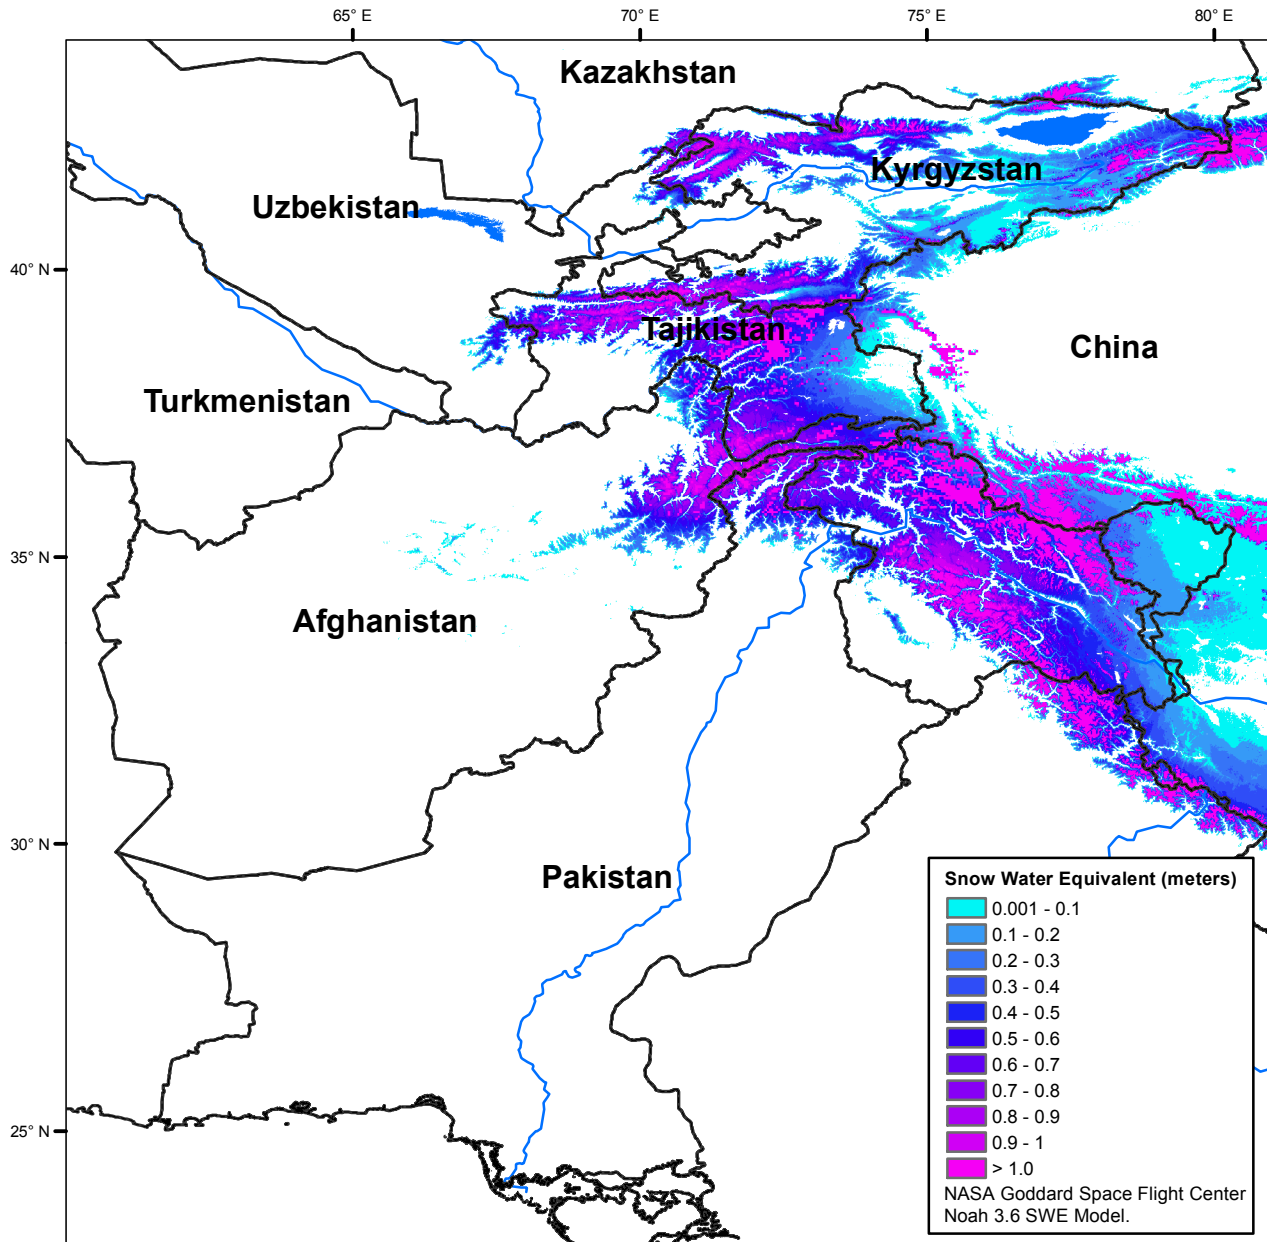 65° E
70° E
75° E
80° E
Kazakhstan
Kyrgyzstan
Uzbekistan
40° N
Tajikistan
China
Turkmenistan
35° N
Afghanistan
30° N
Pakistan
25° N
Snow Water Equivalent (meters)
0.001 - 0.1
0.1 - 0.2
0.2 - 0.3
0.3 - 0.4
0.4 - 0.5
0.5 - 0.6
0.6 - 0.7
0.7 - 0.8
0.8 - 0.9
0.9 - 1
> 1.0
NASA Goddard Space Flight Center
Noah 3.6 SWE Model.